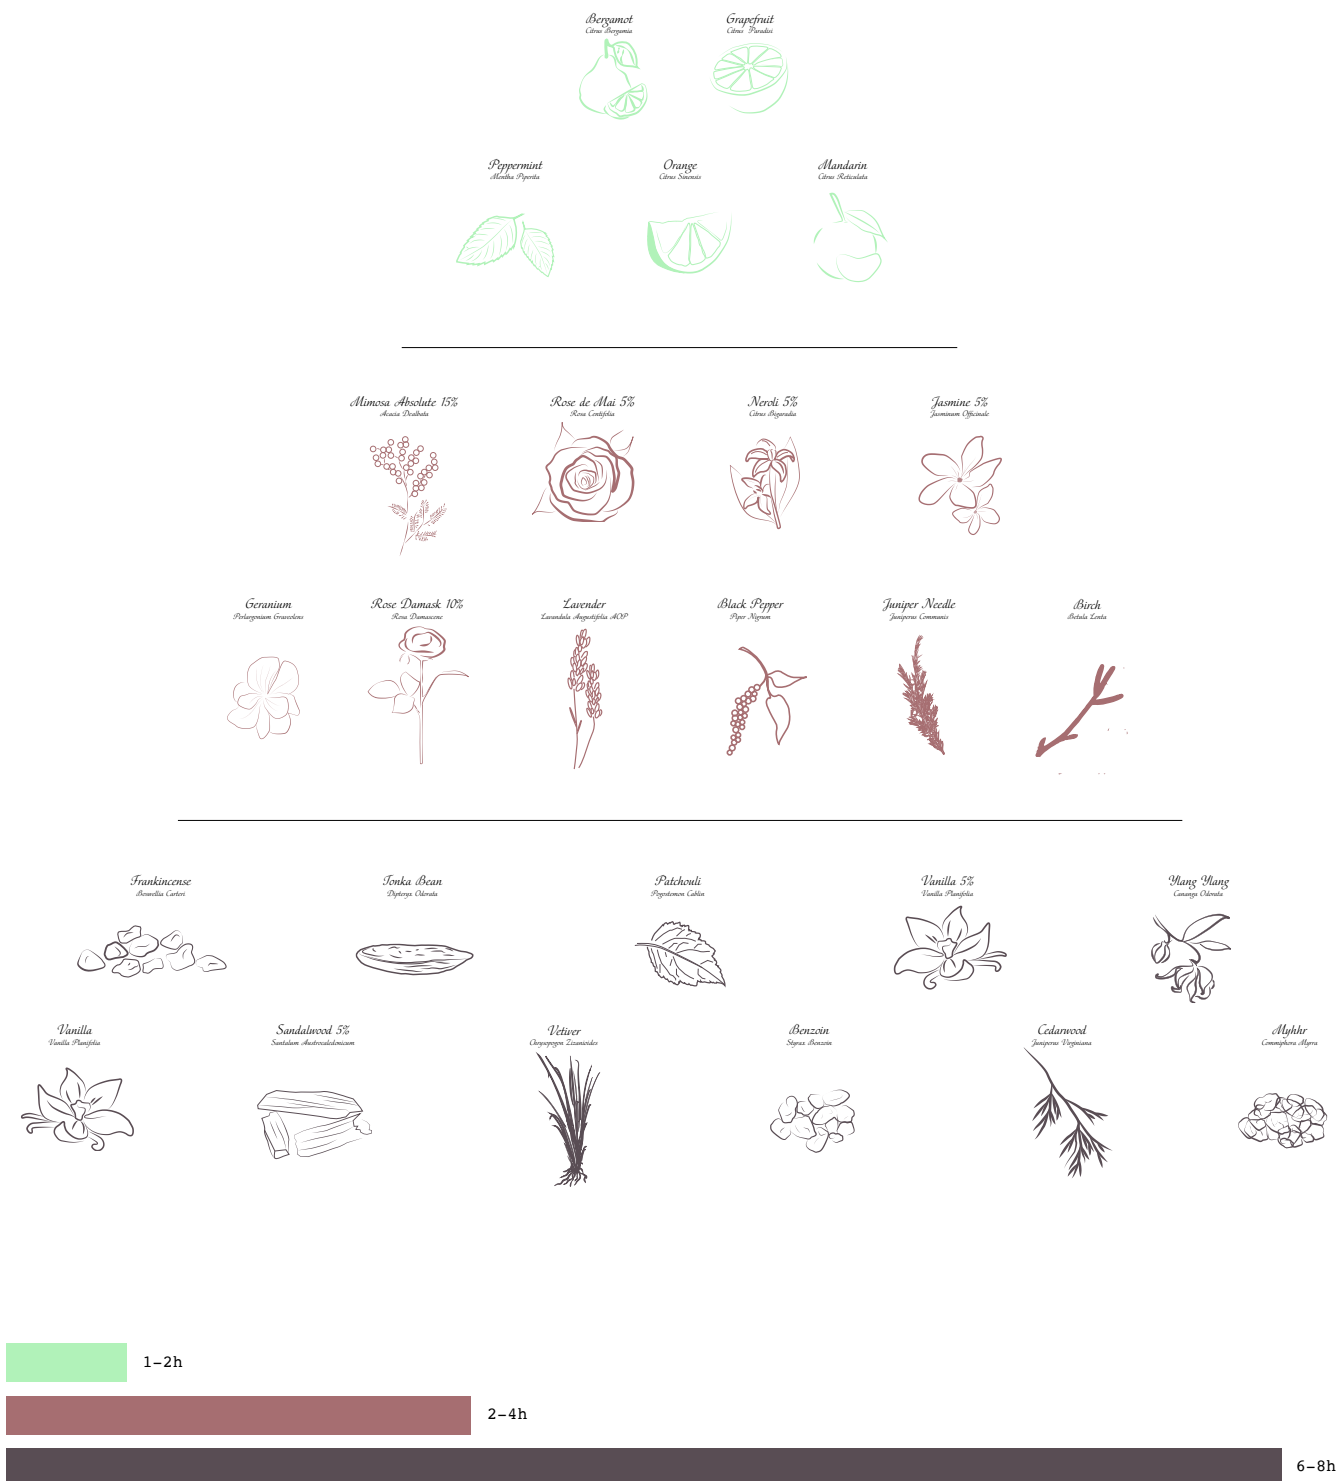 Bergamot
Citrus Bergamia
Grapefruit
Citrus Paradisi
Peppermint
Mentha Piperita
Orange
Citrus Sinensis
Mandarin
Citrus Reticulata
Mimosa Absolute 15%
Acacia Dealbata
Rose de Mai 5%
Rosa Centifolia
Neroli 5%
Citrus Bigaradia
Jasmine 5%
Jasminum Officinale
Geranium
Perlargonium Graveolens
Rose Damask 10%
Rosa Damascene
Lavender
Lavandula Augustifolia AOP
Black Pepper
Piper Nigrum
Juniper Needle
Juniperus Communis
Birch
Betula Lenta
Frankincense
Boswellia Carteri
Tonka Bean
Dipteryx Odorata
Patchouli
Pogostemon Cablin
Vanilla 5%
Vanilla Planifolia
Ylang Ylang
Cananga Odorata
Vanilla
Vanilla Planifolia
Sandalwood 5%
Santalum Austrocaledonicum
Vetiver
Chrysopogon Zizanioides
Benzoin
Styrax Benzoin
Cedarwood
Juniperus Virginiana
Myhhr
Commiphora Myrra
1-2h
2-4h
6-8h